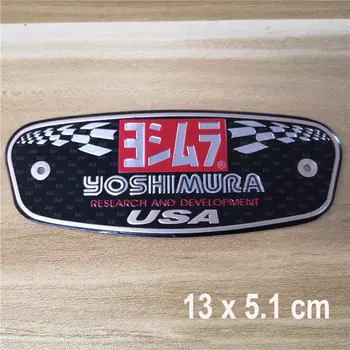 ヨシムラ®
YOSHIMURA
RESEARCH AND DEVELOPMENT
USA
13 x 5.1 cm